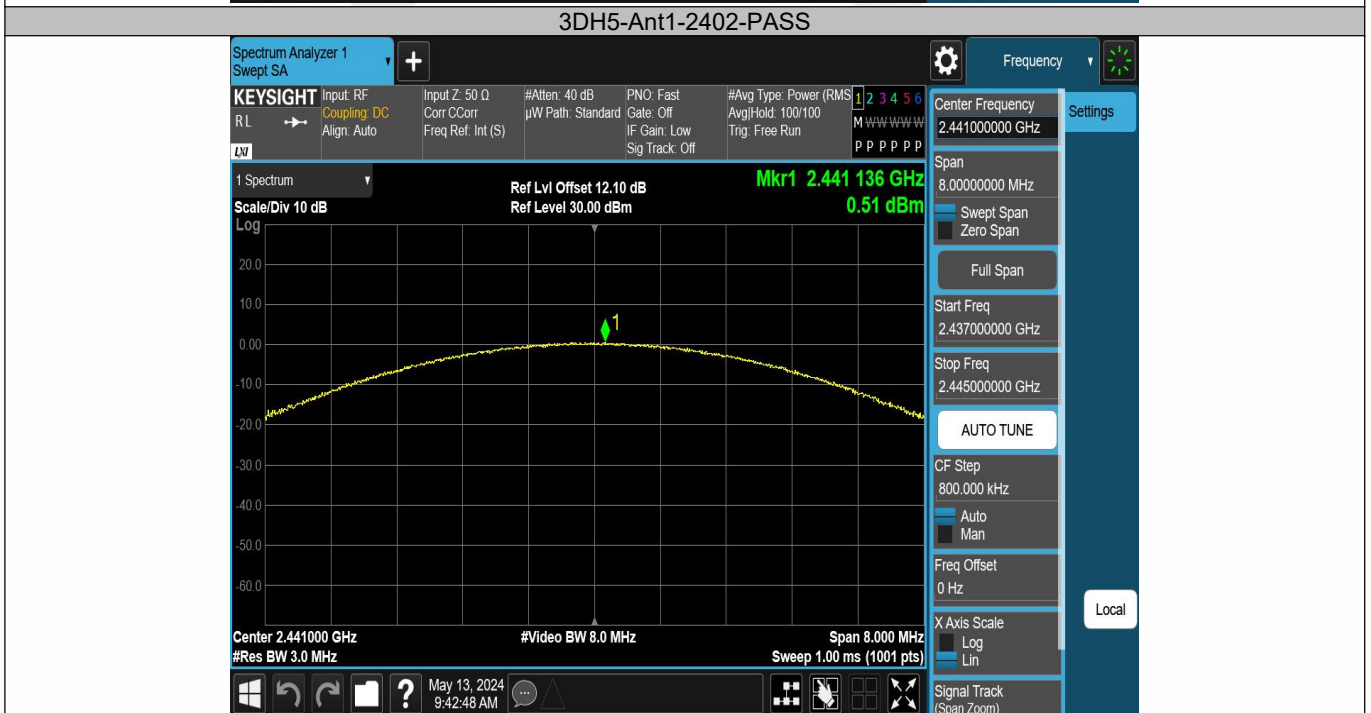 3DH5-Ant1-2402-PASS
Spectrum Analyzer 1
Swept SA
Frequency
KEYSIGHT
RL
LXI
Input: RF
Coupling: DC
Align: Auto
Input Z: 50 Ω
Corr CCorr
Freq Ref: Int (S)
#Atten: 40 dB
µW Path: Standard
PNO: Fast
Gate: Off
IF Gain: Low
Sig Track: Off
#Avg Type: Power (RMS
Avg|Hold: 100/100
Trig: Free Run
1 2 3 4 5 6
M W W W W W
P P P P P P
Center Frequency
2.441000000 GHz
Settings
Span
8.00000000 MHz
Swept Span
Zero Span
Full Span
Start Freq
2.437000000 GHz
Stop Freq
2.445000000 GHz
AUTO TUNE
CF Step
800.000 kHz
Auto
Man
Freq Offset
0 Hz
X Axis Scale
Log
Lin
Signal Track
(Span Zoom)
Local
1 Spectrum
Scale/Div 10 dB
Log
Ref Lvl Offset 12.10 dB
Ref Level 30.00 dBm
Mkr1 2.441 136 GHz
0.51 dBm
20.0
10.0
1
0.00
-10.0
-20.0
-30.0
-40.0
-50.0
-60.0
Center 2.441000 GHz
#Video BW 8.0 MHz
Span 8.000 MHz
#Res BW 3.0 MHz
Sweep 1.00 ms (1001 pts)
?
May 13, 2024
9:42:48 AM